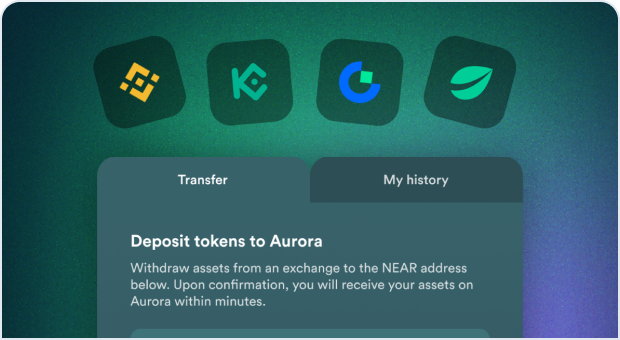 Transfer
My history
Deposit tokens to Aurora
Withdraw assets from an exchange to the NEAR address
below. Upon confirmation, you will receive your assets on
Aurora within minutes.